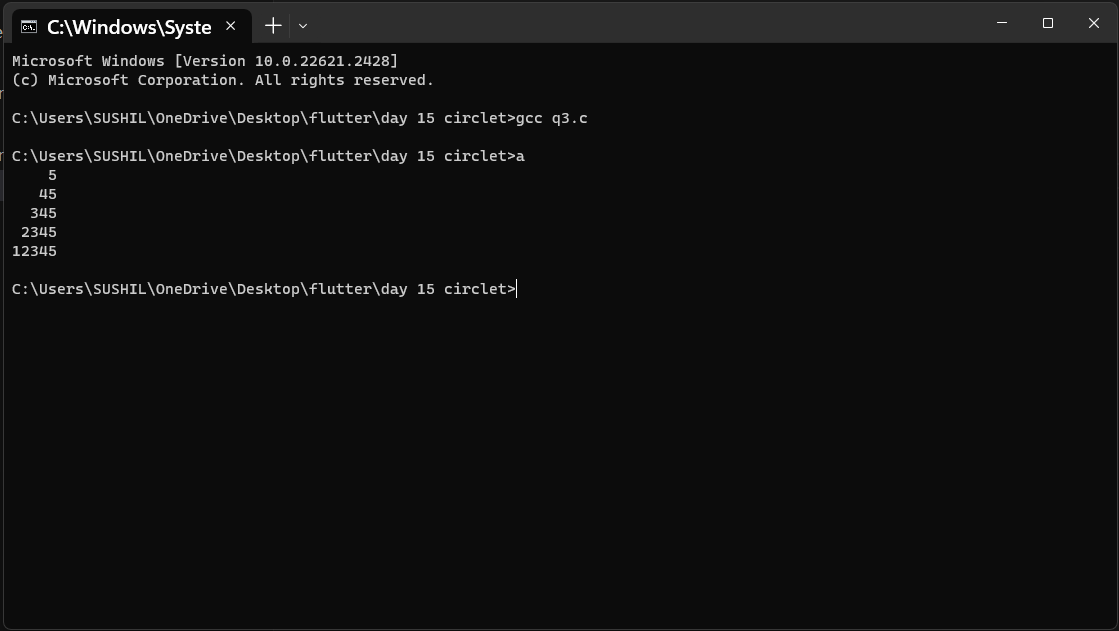 C:\Windows\Syste
Microsoft Windows [Version 10.0.22621.2428]
(c) Microsoft Corporation. All rights reserved.
C:\Users\SUSHIL\OneDrive\Desktop\flutter\day 15 circlet>gcc q3.c
C:\Users\SUSHIL\OneDrive\Desktop\flutter\day 15 circlet>a
    5
   45
  345
 2345
12345
C:\Users\SUSHIL\OneDrive\Desktop\flutter\day 15 circlet>